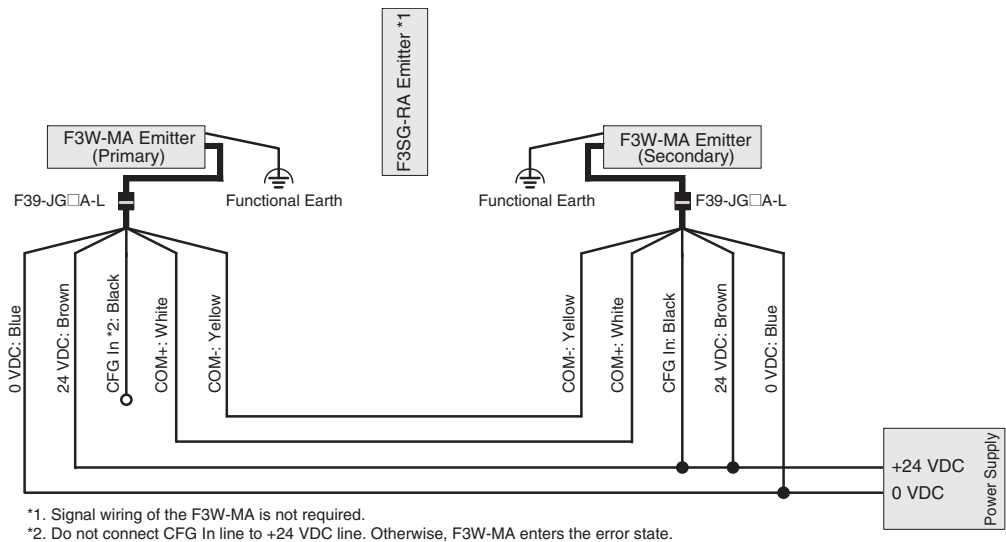 F3SG-RA Emitter *1
F3W-MA Emitter
(Primary)
F3W-MA Emitter
(Secondary)
F39-JG□A-L
Functional Earth
Functional Earth
F39-JG□A-L
0 VDC: Blue
24 VDC: Brown
CFG In *2: Black
COM+: White
COM-: Yellow
COM-: Yellow
COM+: White
CFG In: Black
24 VDC: Brown
0 VDC: Blue
+24 VDC
0 VDC
Power Supply
*1. Signal wiring of the F3W-MA is not required.
*2. Do not connect CFG In line to +24 VDC line. Otherwise, F3W-MA enters the error state.